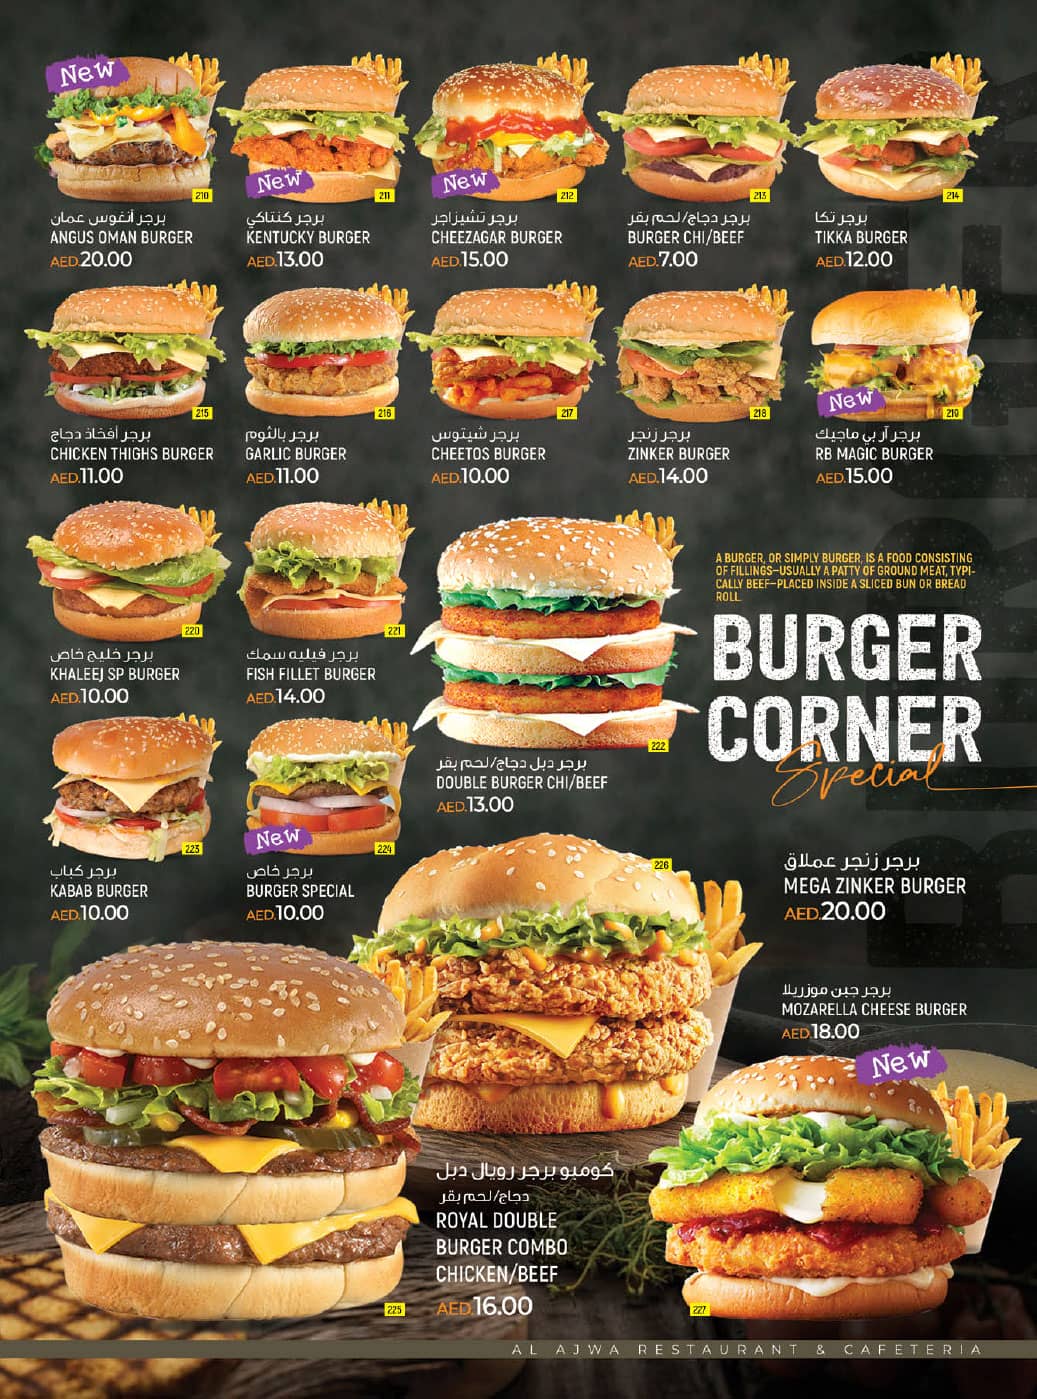 New
210
برجر أنغوس عمان
ANGUS OMAN BURGER
AED.20.00
New
211
برجر كنتاكي
KENTUCKY BURGER
AED.13.00
New
212
برجر تشيزاجر
CHEEZAGAR BURGER
AED.15.00
213
برجر دجاج/لحم بقر
BURGER CHI/BEEF
AED.7.00
214
برجر تكا
TIKKA BURGER
AED.12.00
215
برجر أفخاذ دجاج
CHICKEN THIGHS BURGER
AED.11.00
216
برجر بالثوم
GARLIC BURGER
AED.11.00
217
برجر شيتوس
CHEETOS BURGER
AED.10.00
218
برجر زنجر
ZINKER BURGER
AED.14.00
New
219
برجر آر بي ماجيك
RB MAGIC BURGER
AED.15.00
220
برجر خليج خاص
KHALEEJ SP BURGER
AED.10.00
221
برجر فيليه سمك
FISH FILLET BURGER
AED.14.00
222
برجر دبل دجاج/لحم بقر
DOUBLE BURGER CHI/BEEF
AED.13.00
A BURGER, OR SIMPLY BURGER, IS A FOOD CONSISTING
OF FILLINGS—USUALLY A PATTY OF GROUND MEAT, TYPI-
CALLY BEEF—PLACED INSIDE A SLICED BUN OR BREAD
ROLL.
BURGER
CORNER
Special
223
برجر كباب
KABAB BURGER
AED.10.00
New
224
برجر خاص
BURGER SPECIAL
AED.10.00
226
برجر زنجر عملاق
MEGA ZINKER BURGER
AED.20.00
برجر جبن موزريلا
MOZARELLA CHEESE BURGER
AED.18.00
New
227
كومبو برجر رويال دبل
دجاج/لحم بقر
ROYAL DOUBLE
BURGER COMBO
CHICKEN/BEEF
AED.16.00
225
AL AJWA RESTAURANT & CAFETERIA